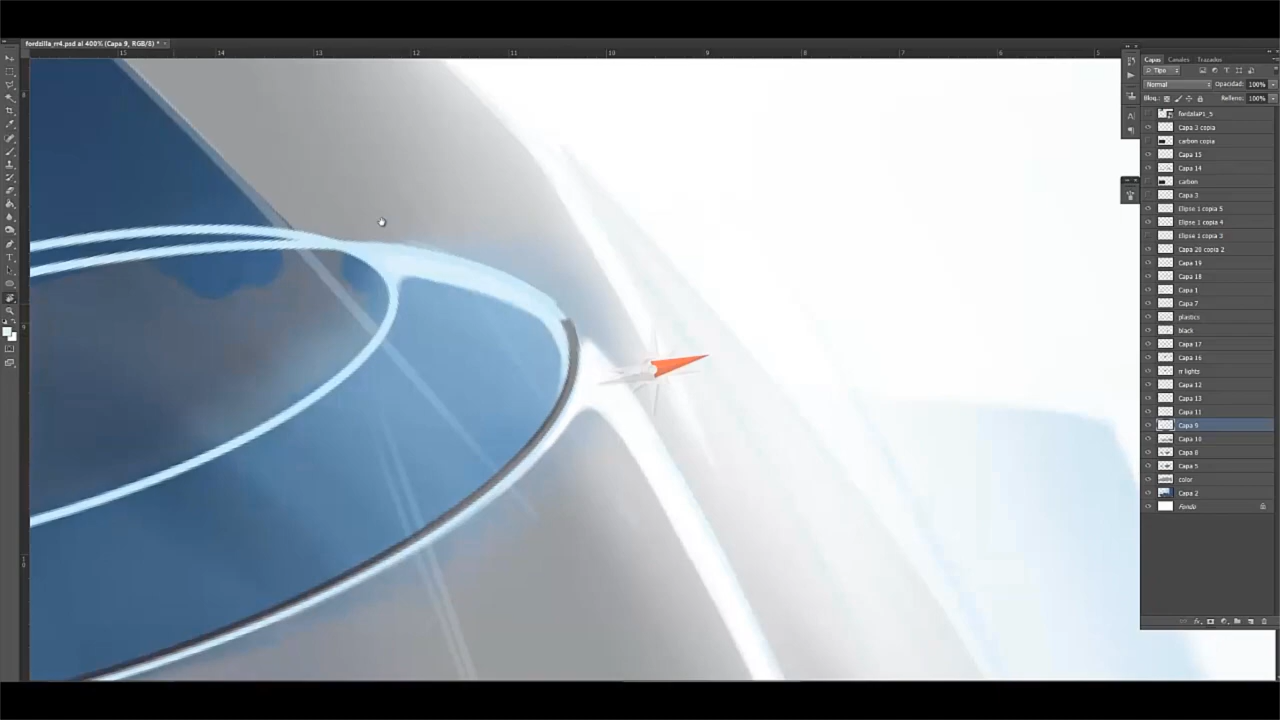 fordzilla_rr4.psd al 400% (Capa 9, RGB/8) *
15 14 13 12 11 10 9 8 7 6 5
Capas Canales Trazados
Tipo
Normal Opacidad: 100%
Bloq.: Relleno: 100%
fordzilaP1_5
Capa 3 copia
carbon copia
Capa 15
Capa 14
carbon
Capa 3
Elipse 1 copia 5
Elipse 1 copia 4
Elipse 1 copia 3
Capa 28 copia 2
Capa 19
Capa 18
Capa 1
Capa 7
plastics
black
Capa 17
Capa 16
rr lights
Capa 12
Capa 13
Capa 11
Capa 9
Capa 10
Capa 6
Capa 5
color
Capa 2
Fondo